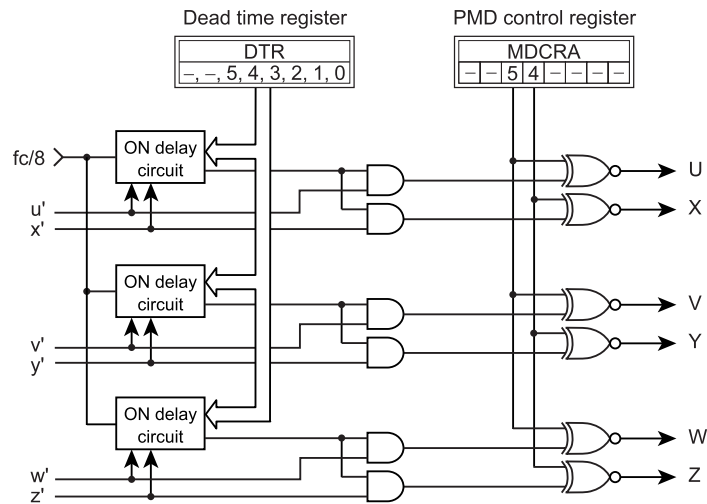 Dead time register
PMD control register
DTR
–, –, 5, 4, 3, 2, 1, 0
MDCRA
– – 5 4 – – – –
fc/8
ON delay
circuit
U
u'
x'
X
ON delay
circuit
V
v'
y'
Y
ON delay
circuit
W
w'
z'
Z